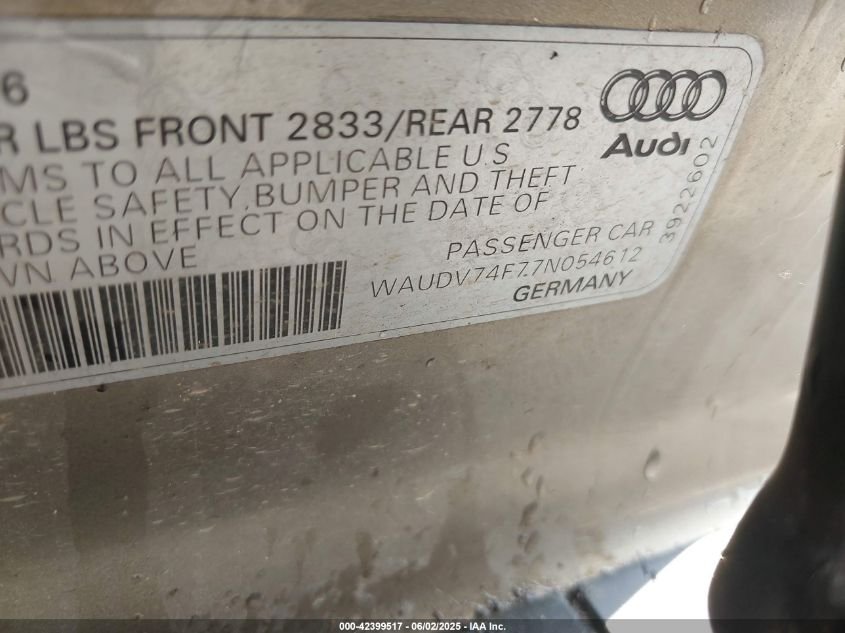 6
R LBS FRONT 2833/REAR 2778
MS TO ALL APPLICABLE U.S
CLE SAFETY, BUMPER AND THEFT
RDS IN EFFECT ON THE DATE OF
WN ABOVE
Audi
3922602
PASSENGER CAR
WAUDV74F77N054612
GERMANY
000-42399517 - 06/02/2025 - IAA Inc.